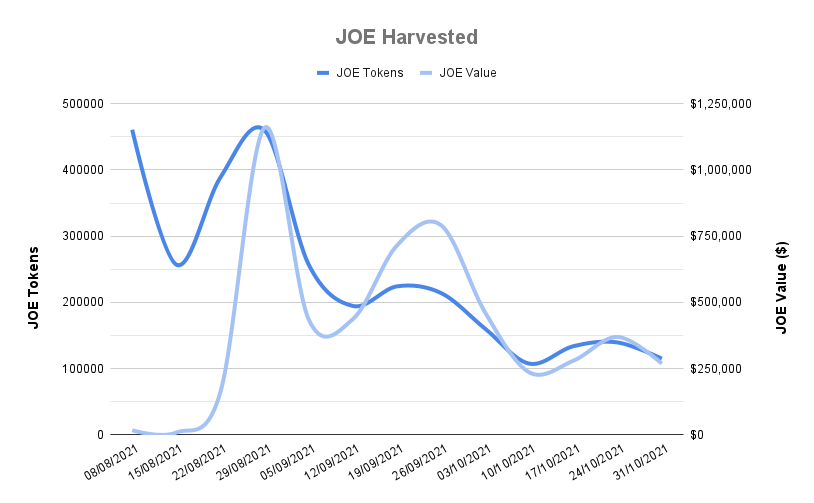 JOE Harvested
JOE Tokens JOE Value
500000 $1,250,000
400000 $1,000,000
300000 $750,000
200000 $500,000
100000 $250,000
0 $0
JOE Tokens
JOE Value ($)
08/08/2021 15/08/2021 22/08/2021 29/08/2021 05/09/2021 12/09/2021 19/09/2021 26/09/2021 03/10/2021 10/10/2021 17/10/2021 24/10/2021 31/10/2021